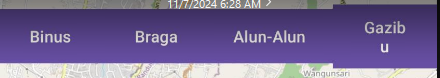 11/7/2024 6:28 AM >
Binus
Braga
Alun-Alun
Gazib
u
Wangunsari